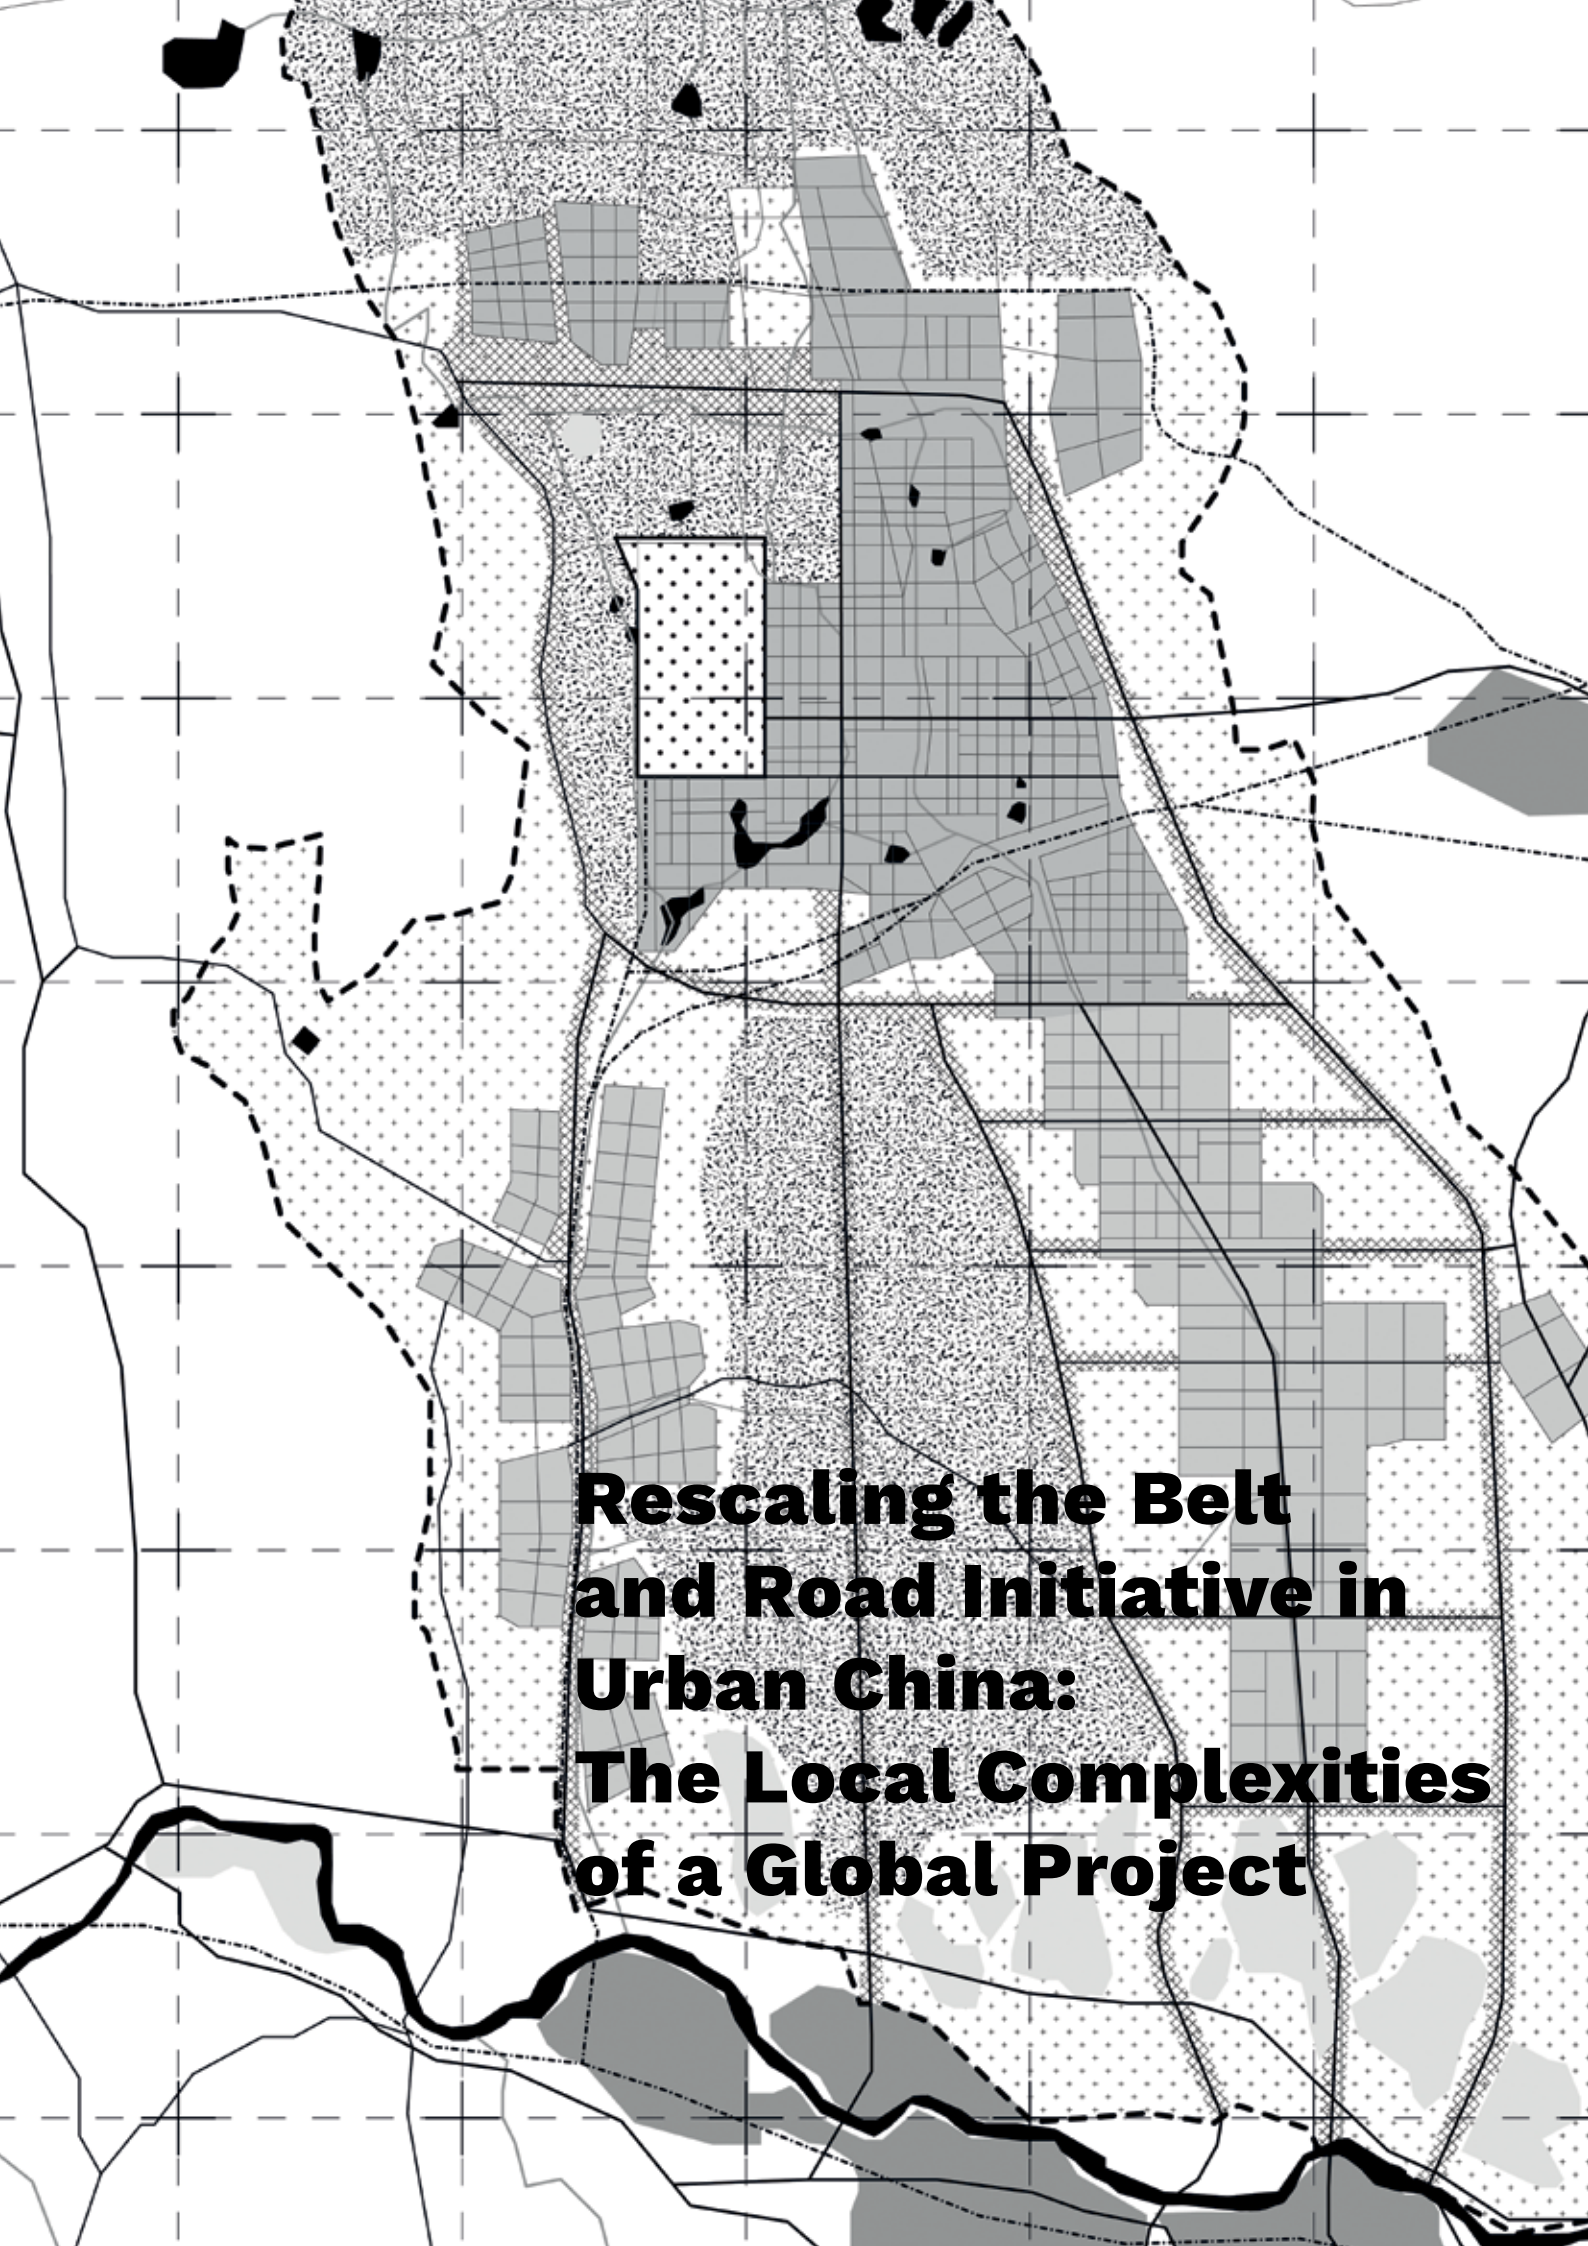 Rescaling the Belt
and Road Initiative in
Urban China:
The Local Complexities
of a Global Project